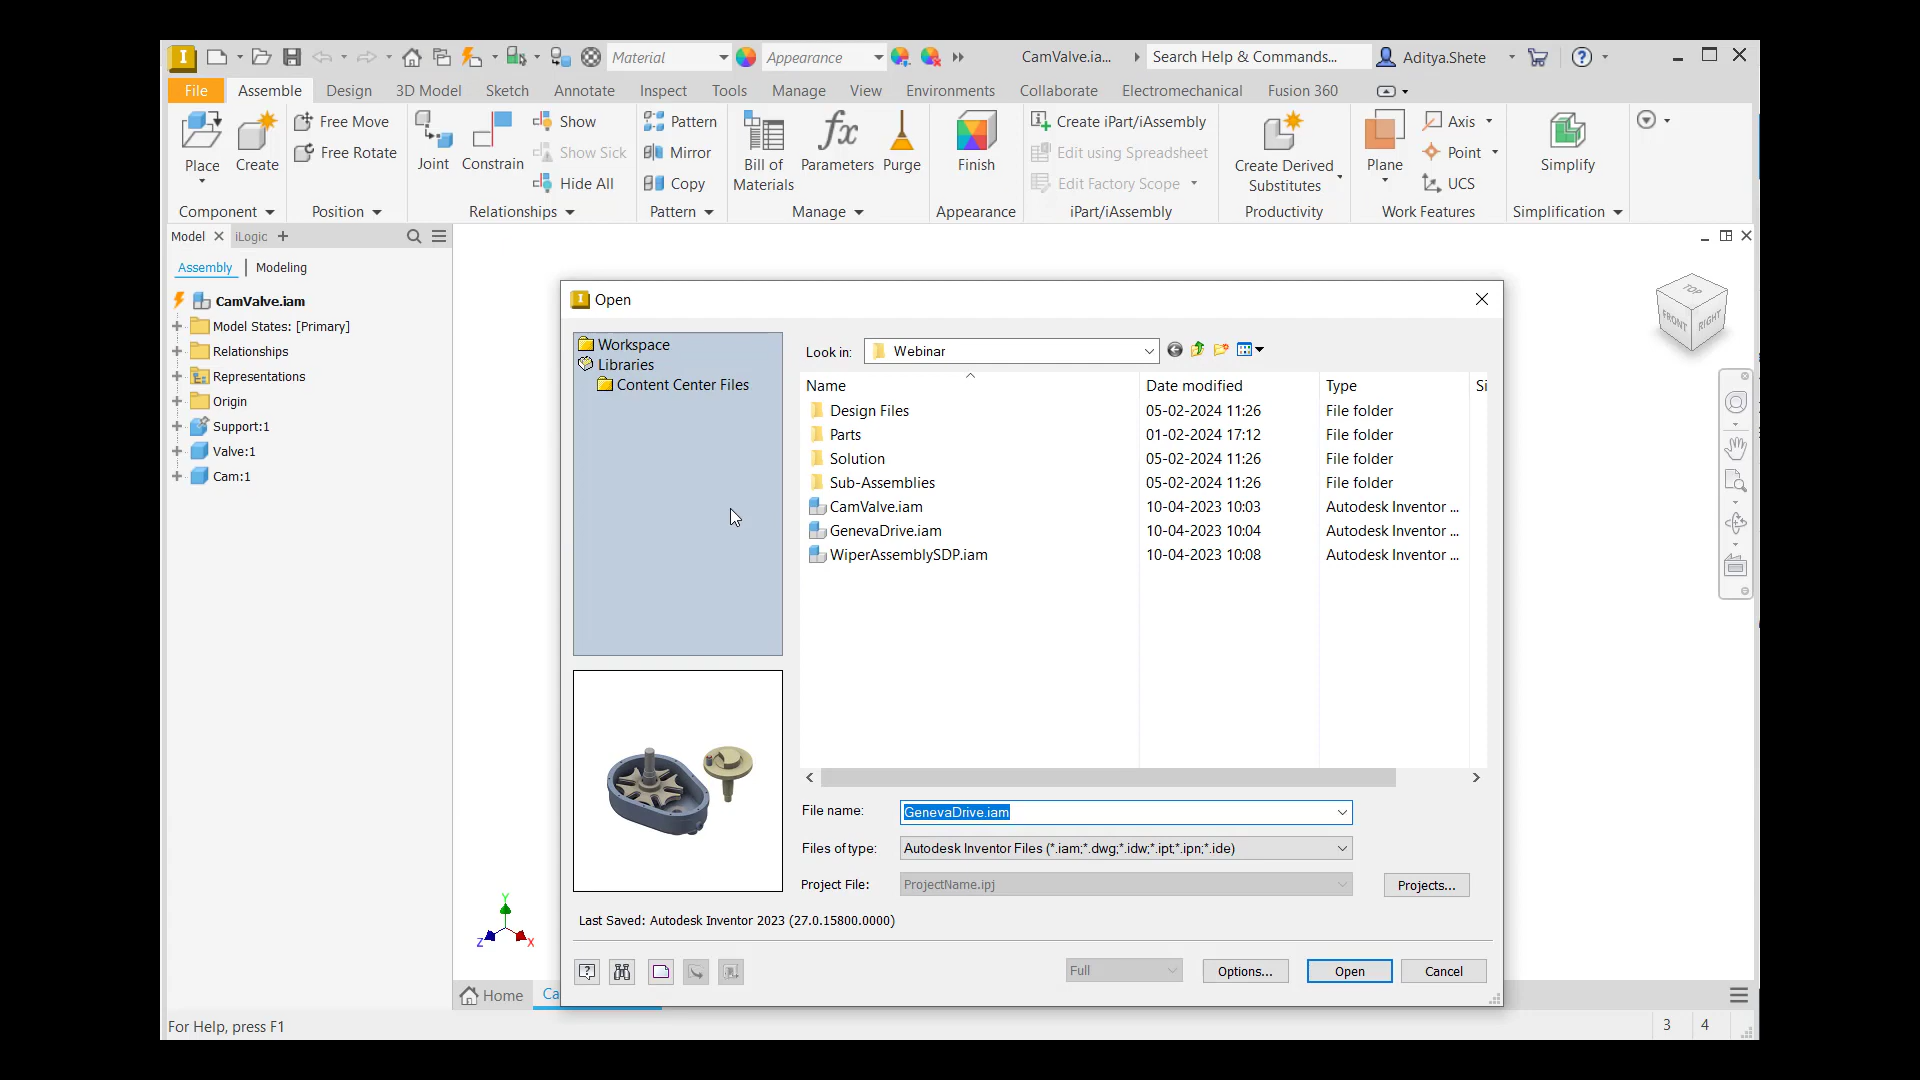 Material
Appearance
CamValve.ia...
Search Help & Commands...
Aditya.Shete
File
Assemble
Design
3D Model
Sketch
Annotate
Inspect
Tools
Manage
View
Environments
Collaborate
Electromechanical
Fusion 360
Place
Create
Free Move
Free Rotate
Joint
Constrain
Show
Show Sick
Hide All
Pattern
Mirror
Copy
Bill of
Materials
Parameters
Purge
Finish
Create iPart/iAssembly
Edit using Spreadsheet
Edit Factory Scope
Create Derived
Substitutes
Plane
Axis
Point
UCS
Simplify
Component
Position
Relationships
Pattern
Manage
Appearance
iPart/iAssembly
Productivity
Work Features
Simplification
Model
iLogic
Assembly
Modeling
CamValve.iam
Model States: [Primary]
Relationships
Representations
Origin
Support:1
Valve:1
Cam:1
TOP
FRONT
RIGHT
Open
Workspace
Libraries
Content Center Files
Look in:
Webinar
Name Date modified Type Si
Design Files 05-02-2024 11:26 File folder
Parts 01-02-2024 17:12 File folder
Solution 05-02-2024 11:26 File folder
Sub-Assemblies 05-02-2024 11:26 File folder
CamValve.iam 10-04-2023 10:03 Autodesk Inventor ...
GenevaDrive.iam 10-04-2023 10:04 Autodesk Inventor ...
WiperAssemblySDP.iam 10-04-2023 10:08 Autodesk Inventor ...
File name: GenevaDrive.iam
Files of type: Autodesk Inventor Files (*.iam;*.dwg;*.idw;*.ipt;*.ipn;*.ide)
Project File: ProjectName.ipj
Projects...
Last Saved: Autodesk Inventor 2023 (27.0.15800.0000)
Full
Options...
Open
Cancel
Y
Z
X
Home
Ca
For Help, press F1
3
4